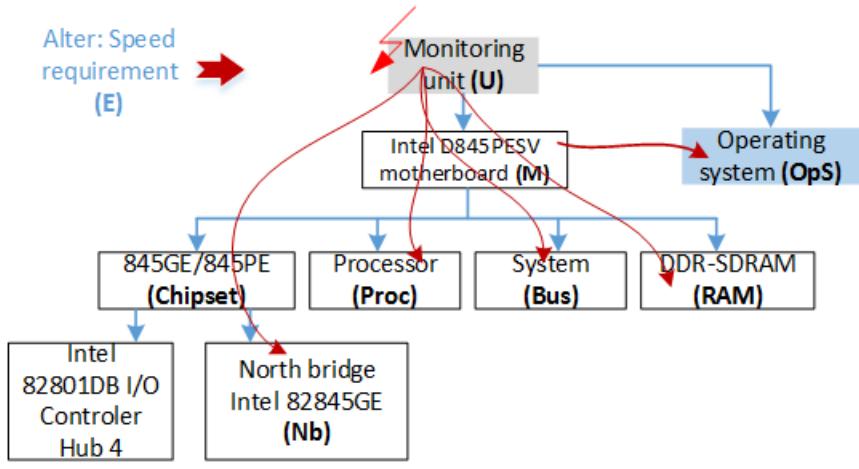 Alter: Speed
requirement
(E)
Monitoring
unit (U)
Intel D845PESV
motherboard (M)
Operating
system (OpS)
845GE/845PE
(Chipset)
Processor
(Proc)
System
(Bus)
DDR-SDRAM
(RAM)
Intel
82801DB I/O
Controler
Hub 4
North bridge
Intel 82845GE
(Nb)